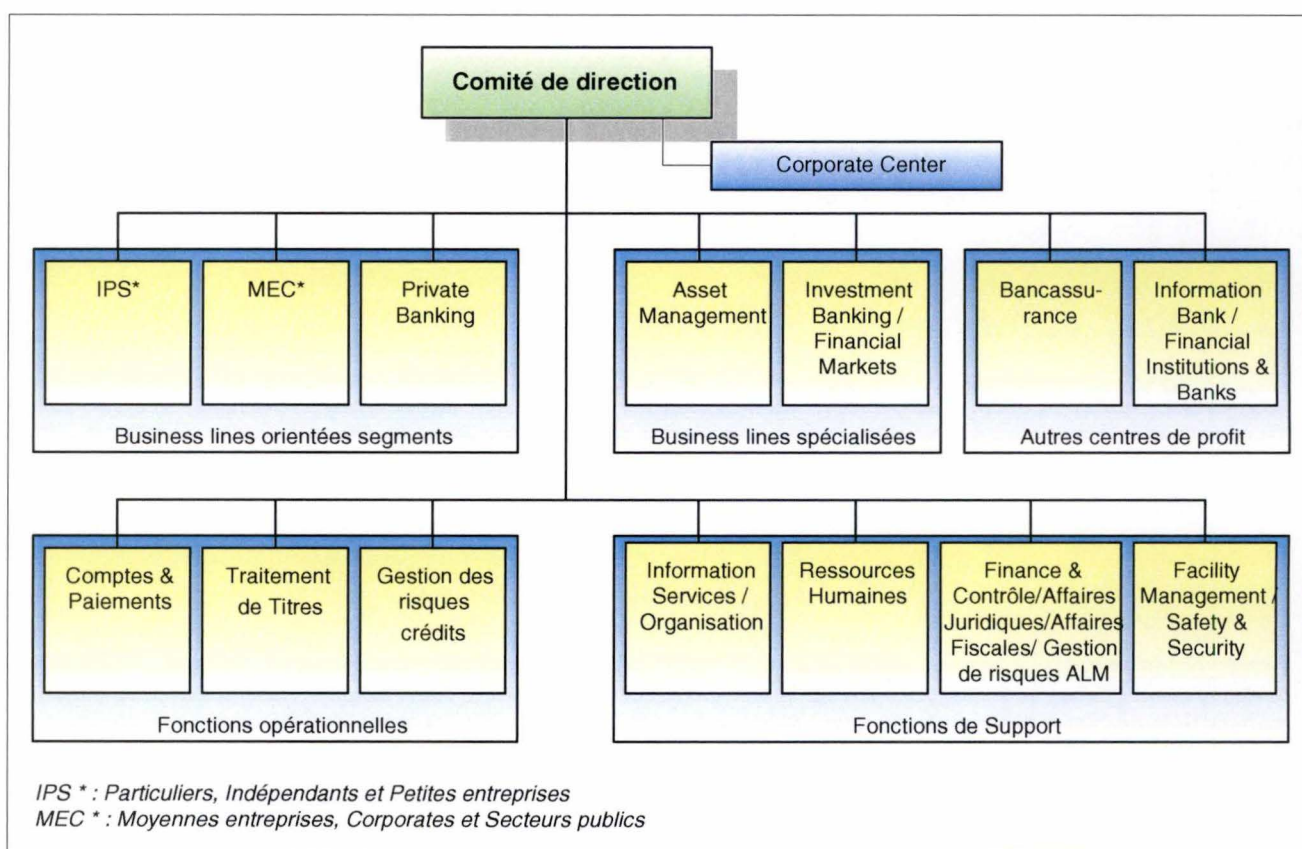 Comité de direction
Corporate Center
IPS*
MEC*
Private
Banking
Business lines orientées segments
Asset
Management
Investment
Banking /
Financial
Markets
Business lines spécialisées
Bancassu-
rance
Information
Bank /
Financial
Institutions &
Banks
Autres centres de profit
Comptes &
Paiements
Traitement
de Titres
Gestion des
risques
crédits
Fonctions opérationnelles
Information
Services /
Organisation
Ressources
Humaines
Finance &
Contrôle/Affaires
Juridiques/Affaires
Fiscales/ Gestion
de risques ALM
Facility
Management /
Safety &
Security
Fonctions de Support
IPS * : Particuliers, Indépendants et Petites entreprises
MEC * : Moyennes entreprises, Corporates et Secteurs publics